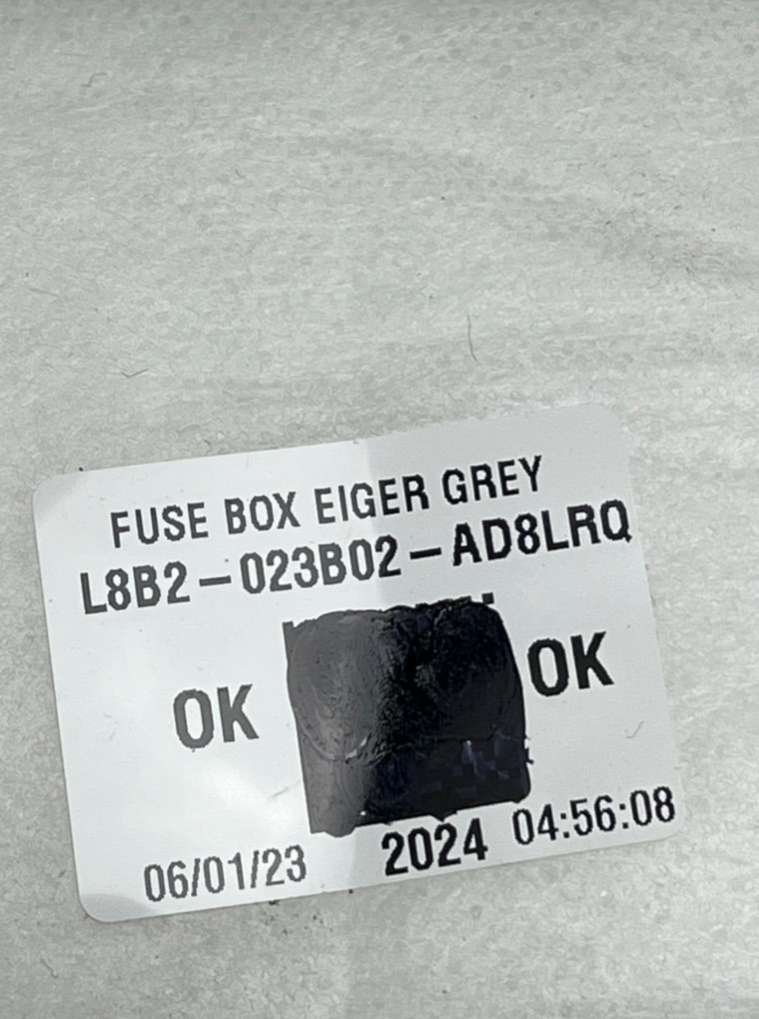 FUSE BOX EIGER GREY
L8B2-023B02-AD8LRQ
OK OK
06/01/23 2024 04:56:08